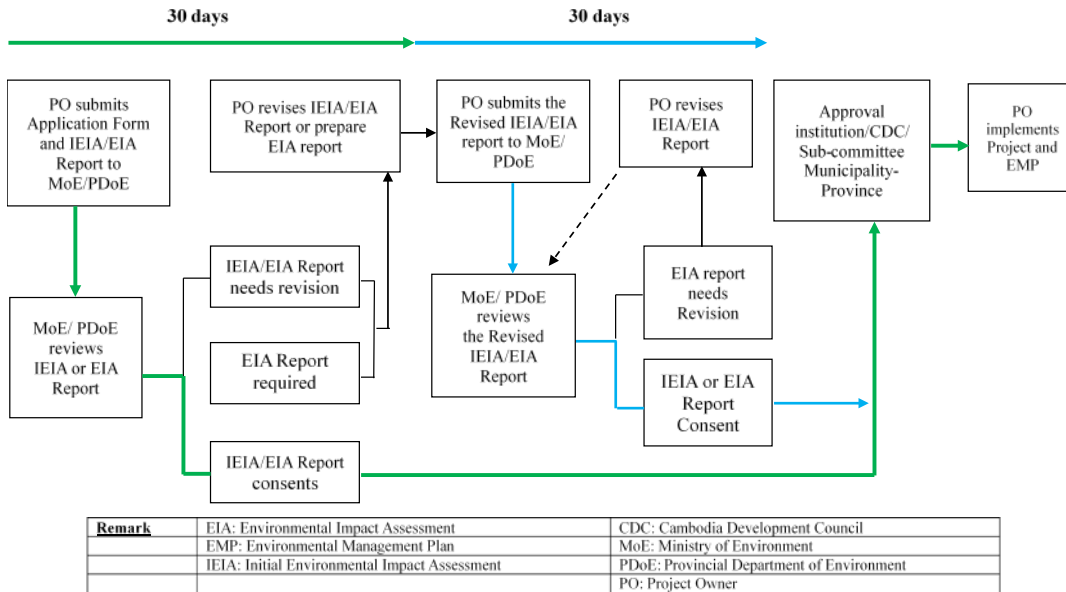 30 days
30 days
PO submits
Application Form
and IEIA/EIA
Report to
MoE/PDoE
PO revises IEIA/EIA
Report or prepare
EIA report
PO submits the
Revised IEIA/EIA
report to MoE/
PDoE
PO revises
IEIA/EIA
Report
Approval
institution/CDC/
Sub-committee
Municipality-
Province
PO
implements
Project and
EMP
IEIA/EIA Report
needs revision
EIA Report
required
MoE/ PDoE
reviews
IEIA or EIA
Report
IEIA/EIA Report
consents
MoE/ PDoE
reviews
the Revised
IEIA/EIA
Report
EIA report
needs
Revision
IEIA or EIA
Report
Consent
Remark
EIA: Environmental Impact Assessment
CDC: Cambodia Development Council
EMP: Environmental Management Plan
MoE: Ministry of Environment
IEIA: Initial Environmental Impact Assessment
PDoE: Provincial Department of Environment
PO: Project Owner